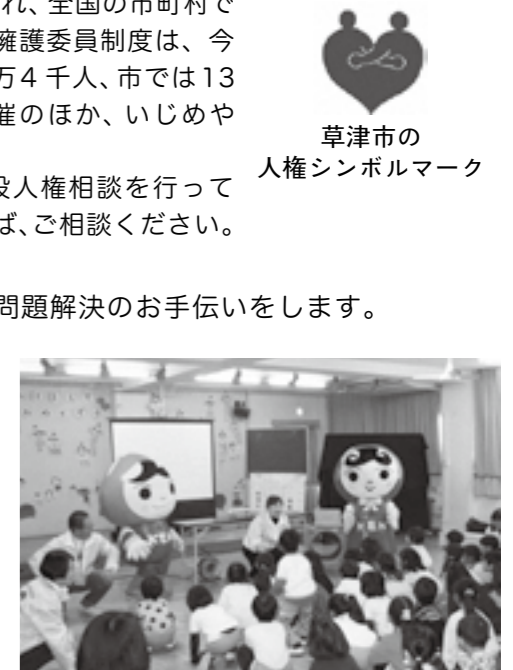 れ、全国の市町村で
擁護委員制度は、今
万4千人、市では13
催のほか、いじめや
設人権相談を行って
ば、ご相談ください。
問題解決のお手伝いをします。
草津市の
人権シンボルマーク